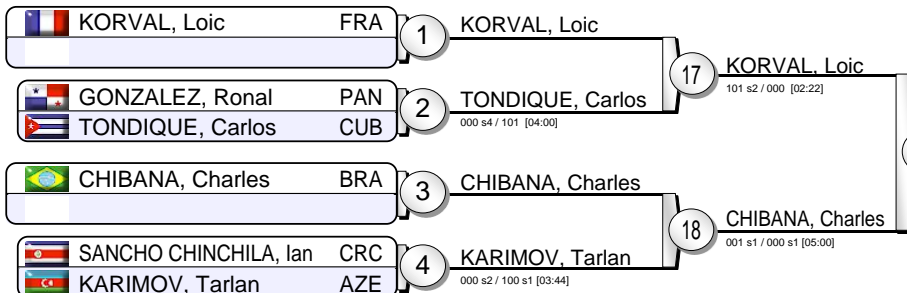 KORVAL, Loic FRA
1
KORVAL, Loic
GONZALEZ, Ronal PAN
TONDIQUE, Carlos CUB
2
TONDIQUE, Carlos
000 s4 / 101 [04:00]
17
KORVAL, Loic
101 s2 / 000 [02:22]
CHIBANA, Charles BRA
3
CHIBANA, Charles
SANCHO CHINCHILA, Ian CRC
KARIMOV, Tarlan AZE
4
KARIMOV, Tarlan
000 s2 / 100 s1 [03:44]
18
CHIBANA, Charles
001 s1 / 000 s1 [05:00]